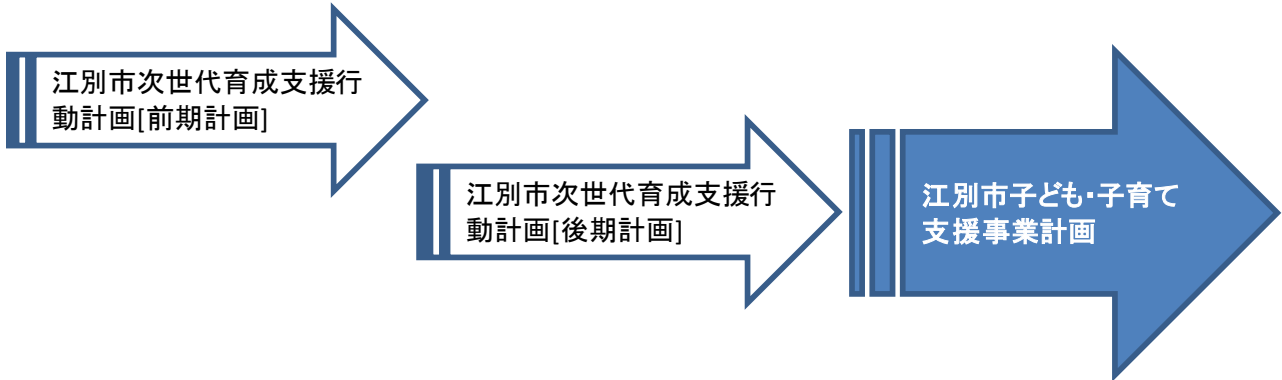 江別市次世代育成支援行
動計画[前期計画]
江別市次世代育成支援行
動計画[後期計画]
江別市子ども・子育て
支援事業計画